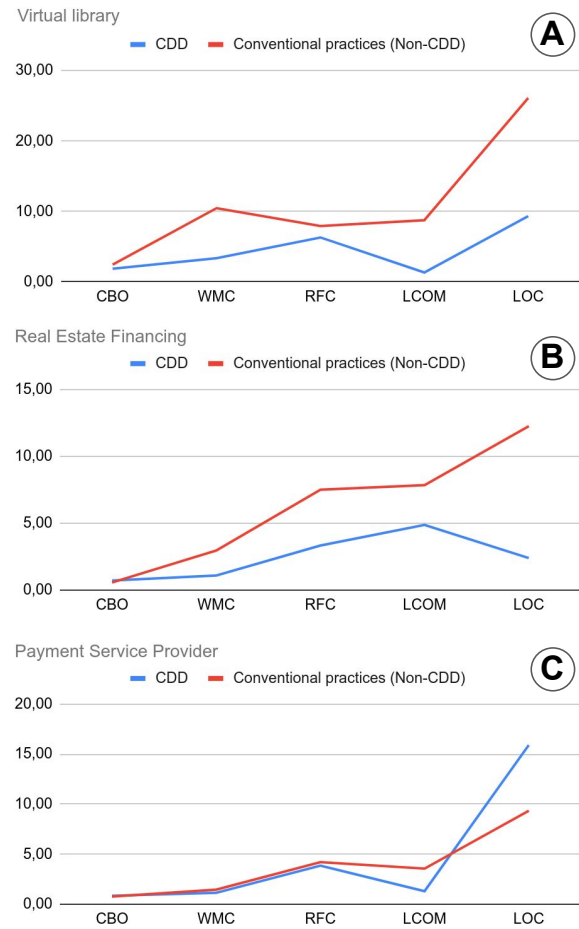 Virtual library
CDD Conventional practices (Non-CDD)
A
30,00
20,00
10,00
0,00
CBO WMC RFC LCOM LOC
Real Estate Financing
CDD Conventional practices (Non-CDD)
B
15,00
10,00
5,00
0,00
CBO WMC RFC LCOM LOC
Payment Service Provider
CDD Conventional practices (Non-CDD)
C
20,00
15,00
10,00
5,00
0,00
CBO WMC RFC LCOM LOC